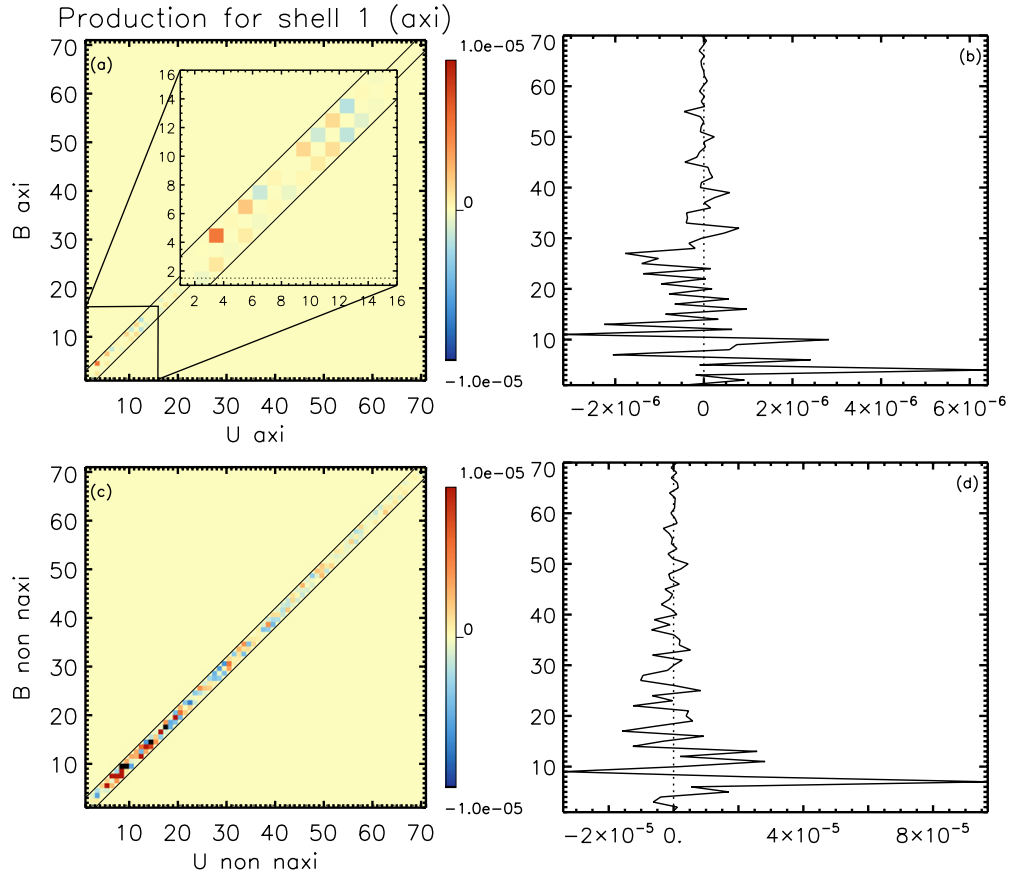 Production for shell 1 (axi)
(a)
70
60
50
40
30
20
10
B axi
10 20 30 40 50 60 70
U axi
16
14
12
10
8
6
4
2
2 4 6 8 10 12 14 16
1.0e-05
0
-1.0e-05
(b)
70
60
50
40
30
20
10
-2×10^-6 0 2×10^-6 4×10^-6 6×10^-6
(c)
70
60
50
40
30
20
10
B non naxi
10 20 30 40 50 60 70
U non naxi
1.0e-05
0
-1.0e-05
(d)
70
60
50
40
30
20
10
-2×10^-5 0. 4×10^-5 8×10^-5